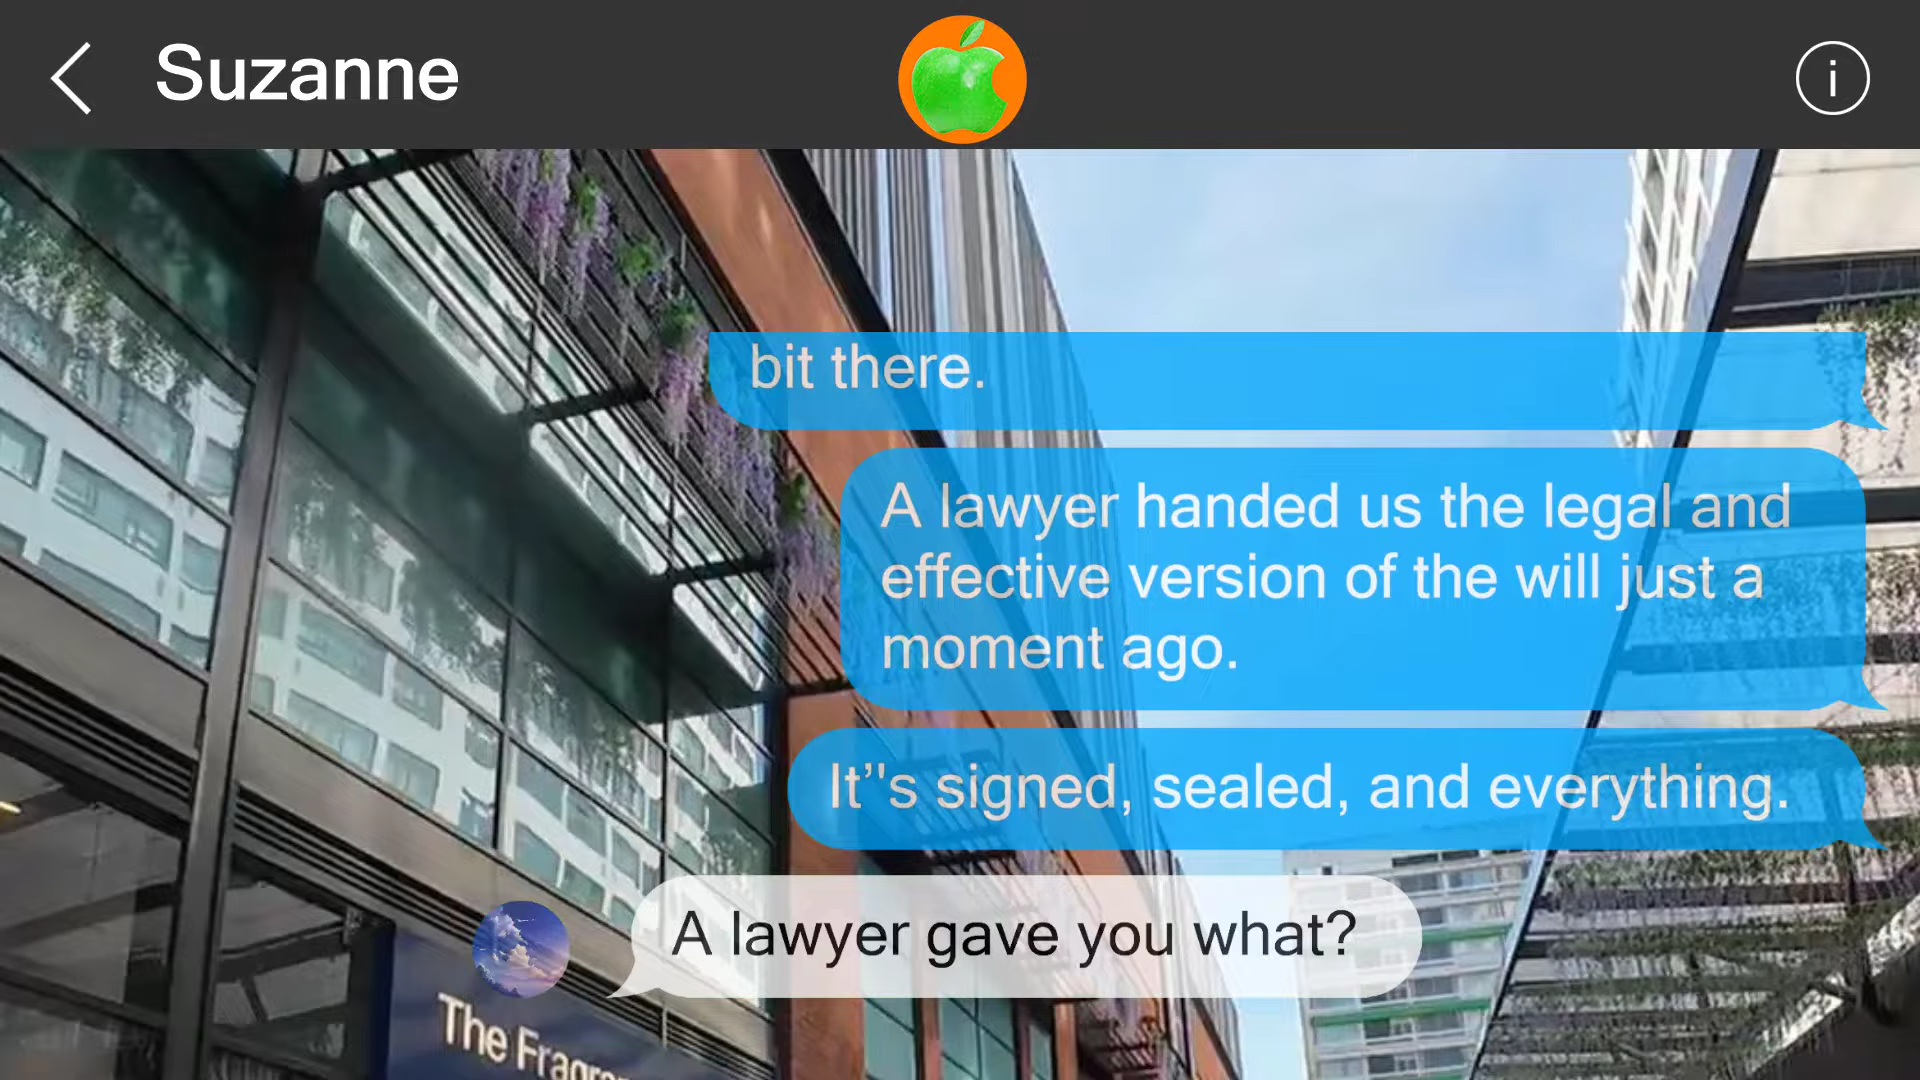 Suzanne
i
bit there.
A lawyer handed us the legal and
effective version of the will just a
moment ago.
It''s signed, sealed, and everything.
A lawyer gave you what?
The